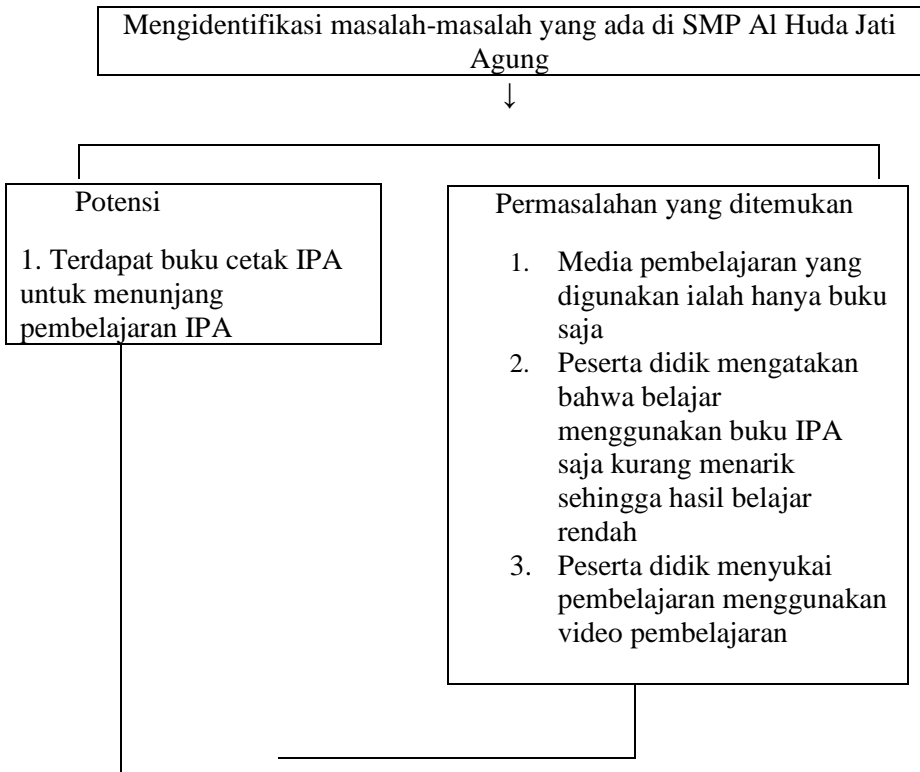 Mengidentifikasi masalah-masalah yang ada di SMP Al Huda Jati
Agung
↓
Potensi
1. Terdapat buku cetak IPA
untuk menunjang
pembelajaran IPA
Permasalahan yang ditemukan
1. Media pembelajaran yang
digunakan ialah hanya buku
saja
2. Peserta didik mengatakan
bahwa belajar
menggunakan buku IPA
saja kurang menarik
sehingga hasil belajar
rendah
3. Peserta didik menyukai
pembelajaran menggunakan
video pembelajaran